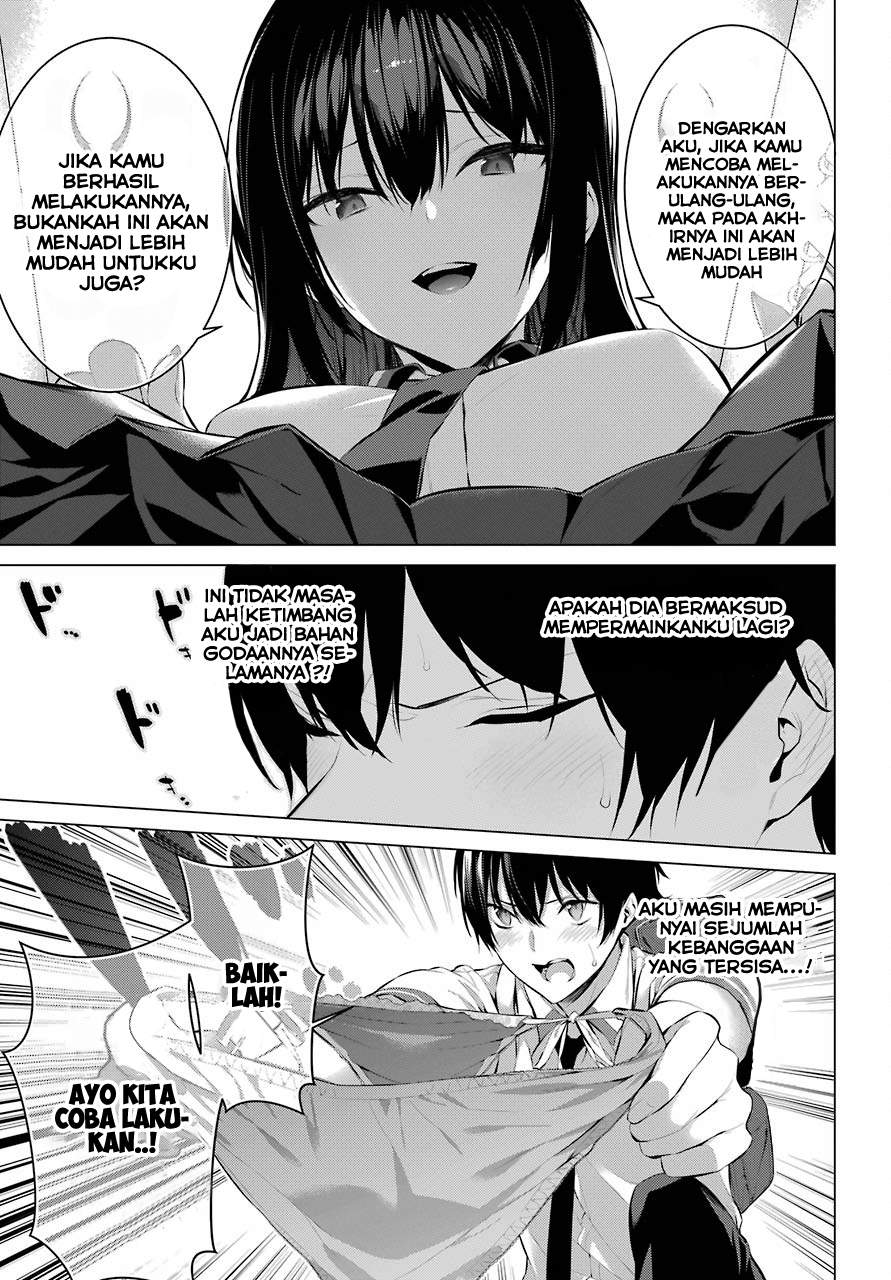 DENGARKAN
AKU, JIKA KAMU
MENCOBA MEL-
AKUKANNYA BER-
ULANG-ULANG,
MAKA PADA AKH-
IRNYA INI AKAN
MENJADI LEBIH
MUDAH
JIKA KAMU
BERHASIL
MELAKUKANNYA,
BUKANKAH INI AKAN
MENJADI LEBIH
MUDAH UNTUKKU
JUGA?
APAKAH DIA BERMAKSUD
MEMPERMAINKANKU LAGI?
INI TIDAK MASA-
LAH KETIMBANG
AKU JADI BAHAN
GODAANNYA SE-
LAMANYA ?!
ドド
AKU MASIH MEMPU-
NYAI SEJUMLAH
KEBANGGAAN
YANG TERSISA...!
BAIK-
LAH!
AYO KITA
COBA LAKU-
KAN..!